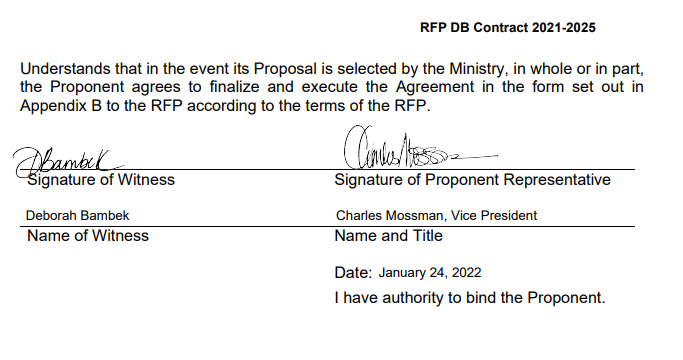 RFP DB Contract 2021-2025
Understands that in the event its Proposal is selected by the Ministry, in whole or in part,
the Proponent agrees to finalize and execute the Agreement in the form set out in
Appendix B to the RFP according to the terms of the RFP.
DBambek Charles Moss
Signature of Witness Signature of Proponent Representative
Deborah Bambek Charles Mossman, Vice President
Name of Witness Name and Title
Date: January 24, 2022
I have authority to bind the Proponent.